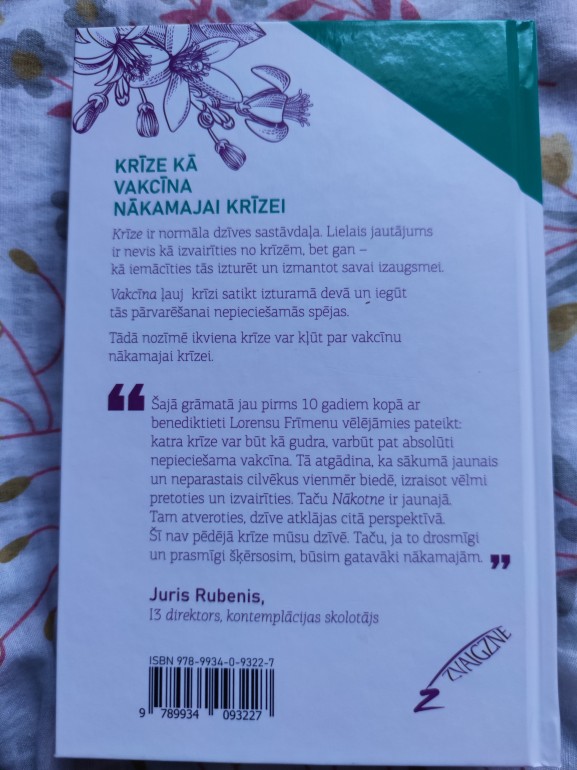 KRĪZE KĀ
VAKCĪNA
NĀKAMAJAI KRĪZEI
Krīze ir normāla dzīves sastāvdaļa. Lielais jautājums
ir nevis kā izvairīties no krīzēm, bet gan –
kā iemācīties tās izturēt un izmantot savai izaugsmei.
Vakcīna ļauj krīzi satikt izturamā devā un iegūt
tās pārvarēšanai nepieciešamās spējas.
Tādā nozīmē ikviena krīze var kļūt par vakcīnu
nākamajai krīzei.
“ Šajā grāmatā jau pirms 10 gadiem kopā ar
benediktieti Lorensu Frīmenu vēlējāmies pateikt:
katra krīze var būt kā gudra, varbūt pat absolūti
nepieciešama vakcīna. Tā atgādina, ka sākumā jaunais
un neparastais cilvēkus vienmēr biedē, izraisot vēlmi
pretoties un izvairīties. Taču Nākotne ir jaunajā.
Tam atveroties, dzīve atklājas citā perspektīvā.
Šī nav pēdējā krīze mūsu dzīvē. Taču, ja to drosmīgi
un prasmīgi šķērsosim, būsim gatavāki nākamajām. ”
Juris Rubenis,
I3 direktors, kontemplācijas skolotājs
ISBN 978-9934-0-9322-7
9 789934 093227
ZVAIGZNE